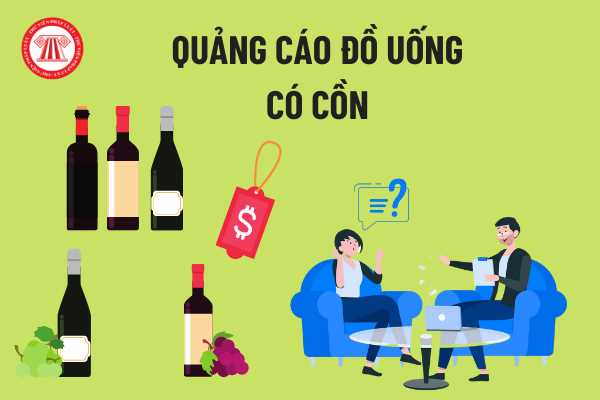 QUẢNG CÁO ĐỒ UỐNG
CÓ CỒN
$
?